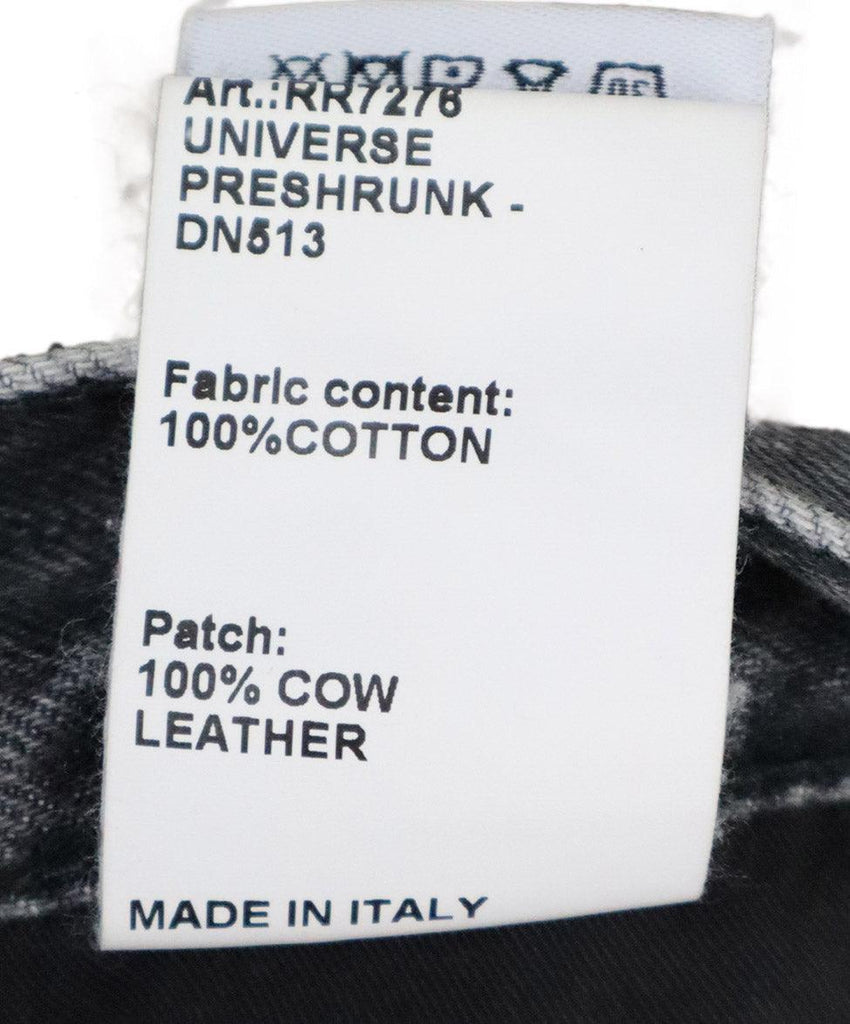 Art.:RR7276
UNIVERSE
PRESHRUNK -
DN513
Fabric content:
100%COTTON
Patch:
100% COW
LEATHER
MADE IN ITALY